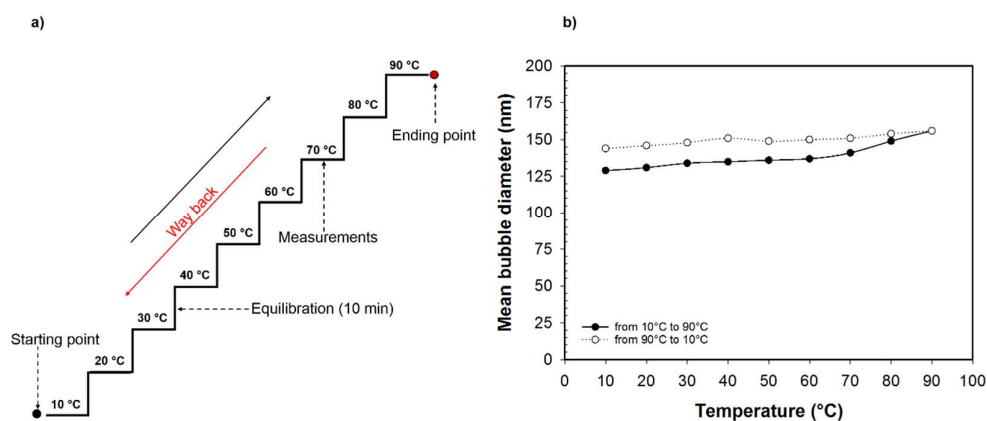 a)
90 °C
80 °C
Ending point
70 °C
60 °C
Way back
50 °C
Measurements
40 °C
30 °C
Equilibration (10 min)
Starting point
20 °C
10 °C
b)
Mean bubble diameter (nm)
200
175
150
125
100
75
50
25
0
from 10°C to 90°C
from 90°C to 10°C
0 10 20 30 40 50 60 70 80 90 100
Temperature (°C)